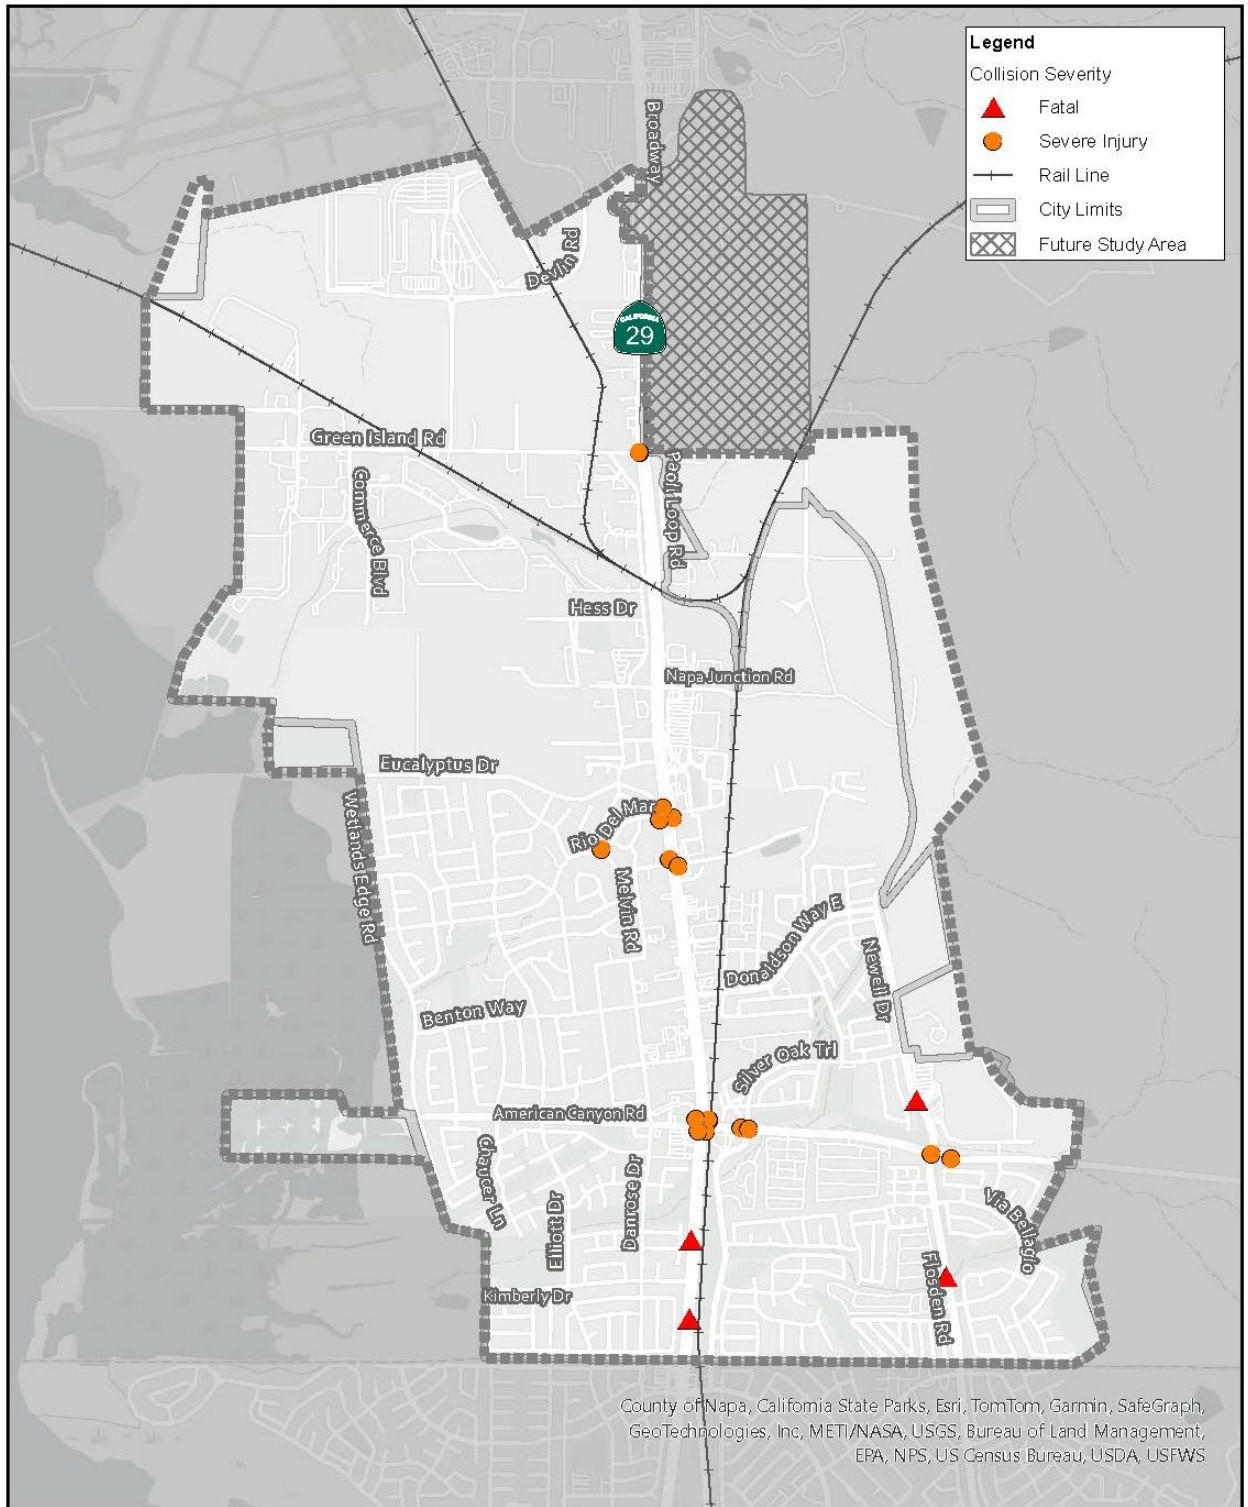 Legend
Collision Severity
Fatal
Severe Injury
Rail Line
City Limits
Future Study Area
Broadway
Devlin Rd
CALIFORNIA
29
Green Island Rd
Paoli Loop Rd
Commerce Blvd
Hess Dr
Napa Junction Rd
Eucalyptus Dr
Rio Del Mar
Wetlands Edge Rd
Melvin Rd
Donaldson Way E
Newell Dr
Benton Way
Silver Oak Trl
American Canyon Rd
Chaucer Ln
Elliott Dr
Danrose Dr
Via Bellagio
Flosden Rd
Kimberly Dr
County of Napa, California State Parks, Esri, TomTom, Garmin, SafeGraph,
GeoTechnologies, Inc, METI/NASA, USGS, Bureau of Land Management,
EPA, NPS, US Census Bureau, USDA, USFWS